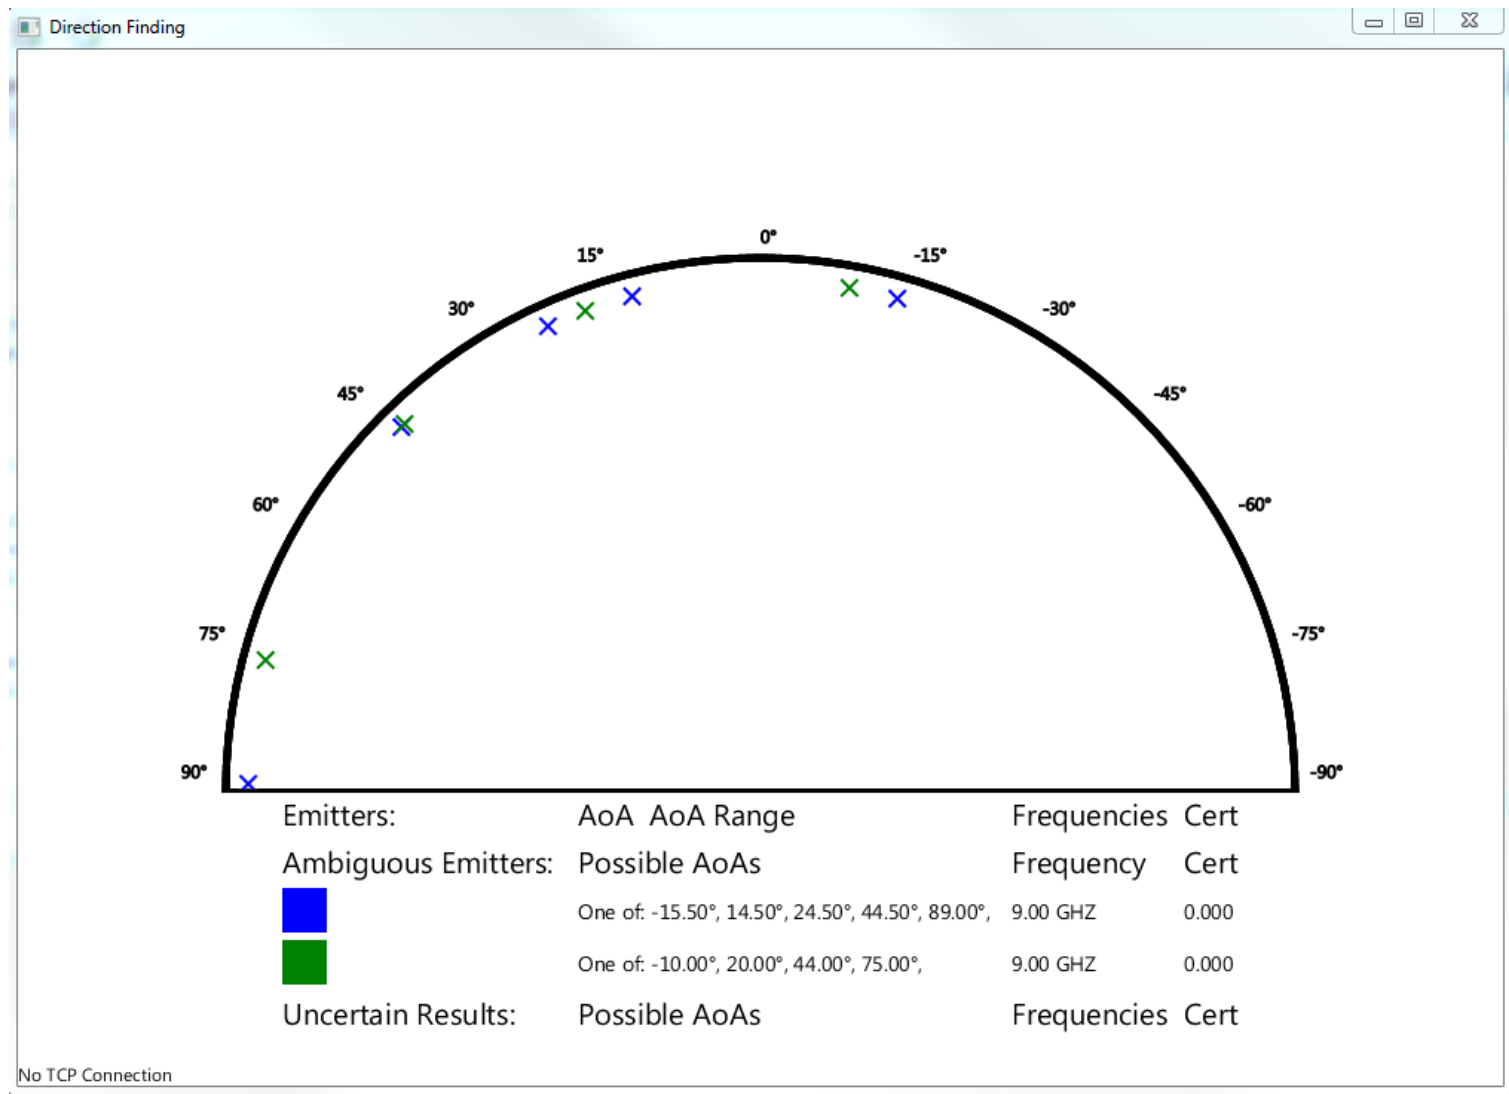 Direction Finding
0°
15°
-15°
30°
-30°
45°
-45°
60°
-60°
75°
-75°
90°
-90°
Emitters: AoA AoA Range Frequencies Cert
Ambiguous Emitters: Possible AoAs Frequency Cert
One of: -15.50°, 14.50°, 24.50°, 44.50°, 89.00°, 9.00 GHZ 0.000
One of: -10.00°, 20.00°, 44.00°, 75.00°, 9.00 GHZ 0.000
Uncertain Results: Possible AoAs Frequencies Cert
No TCP Connection